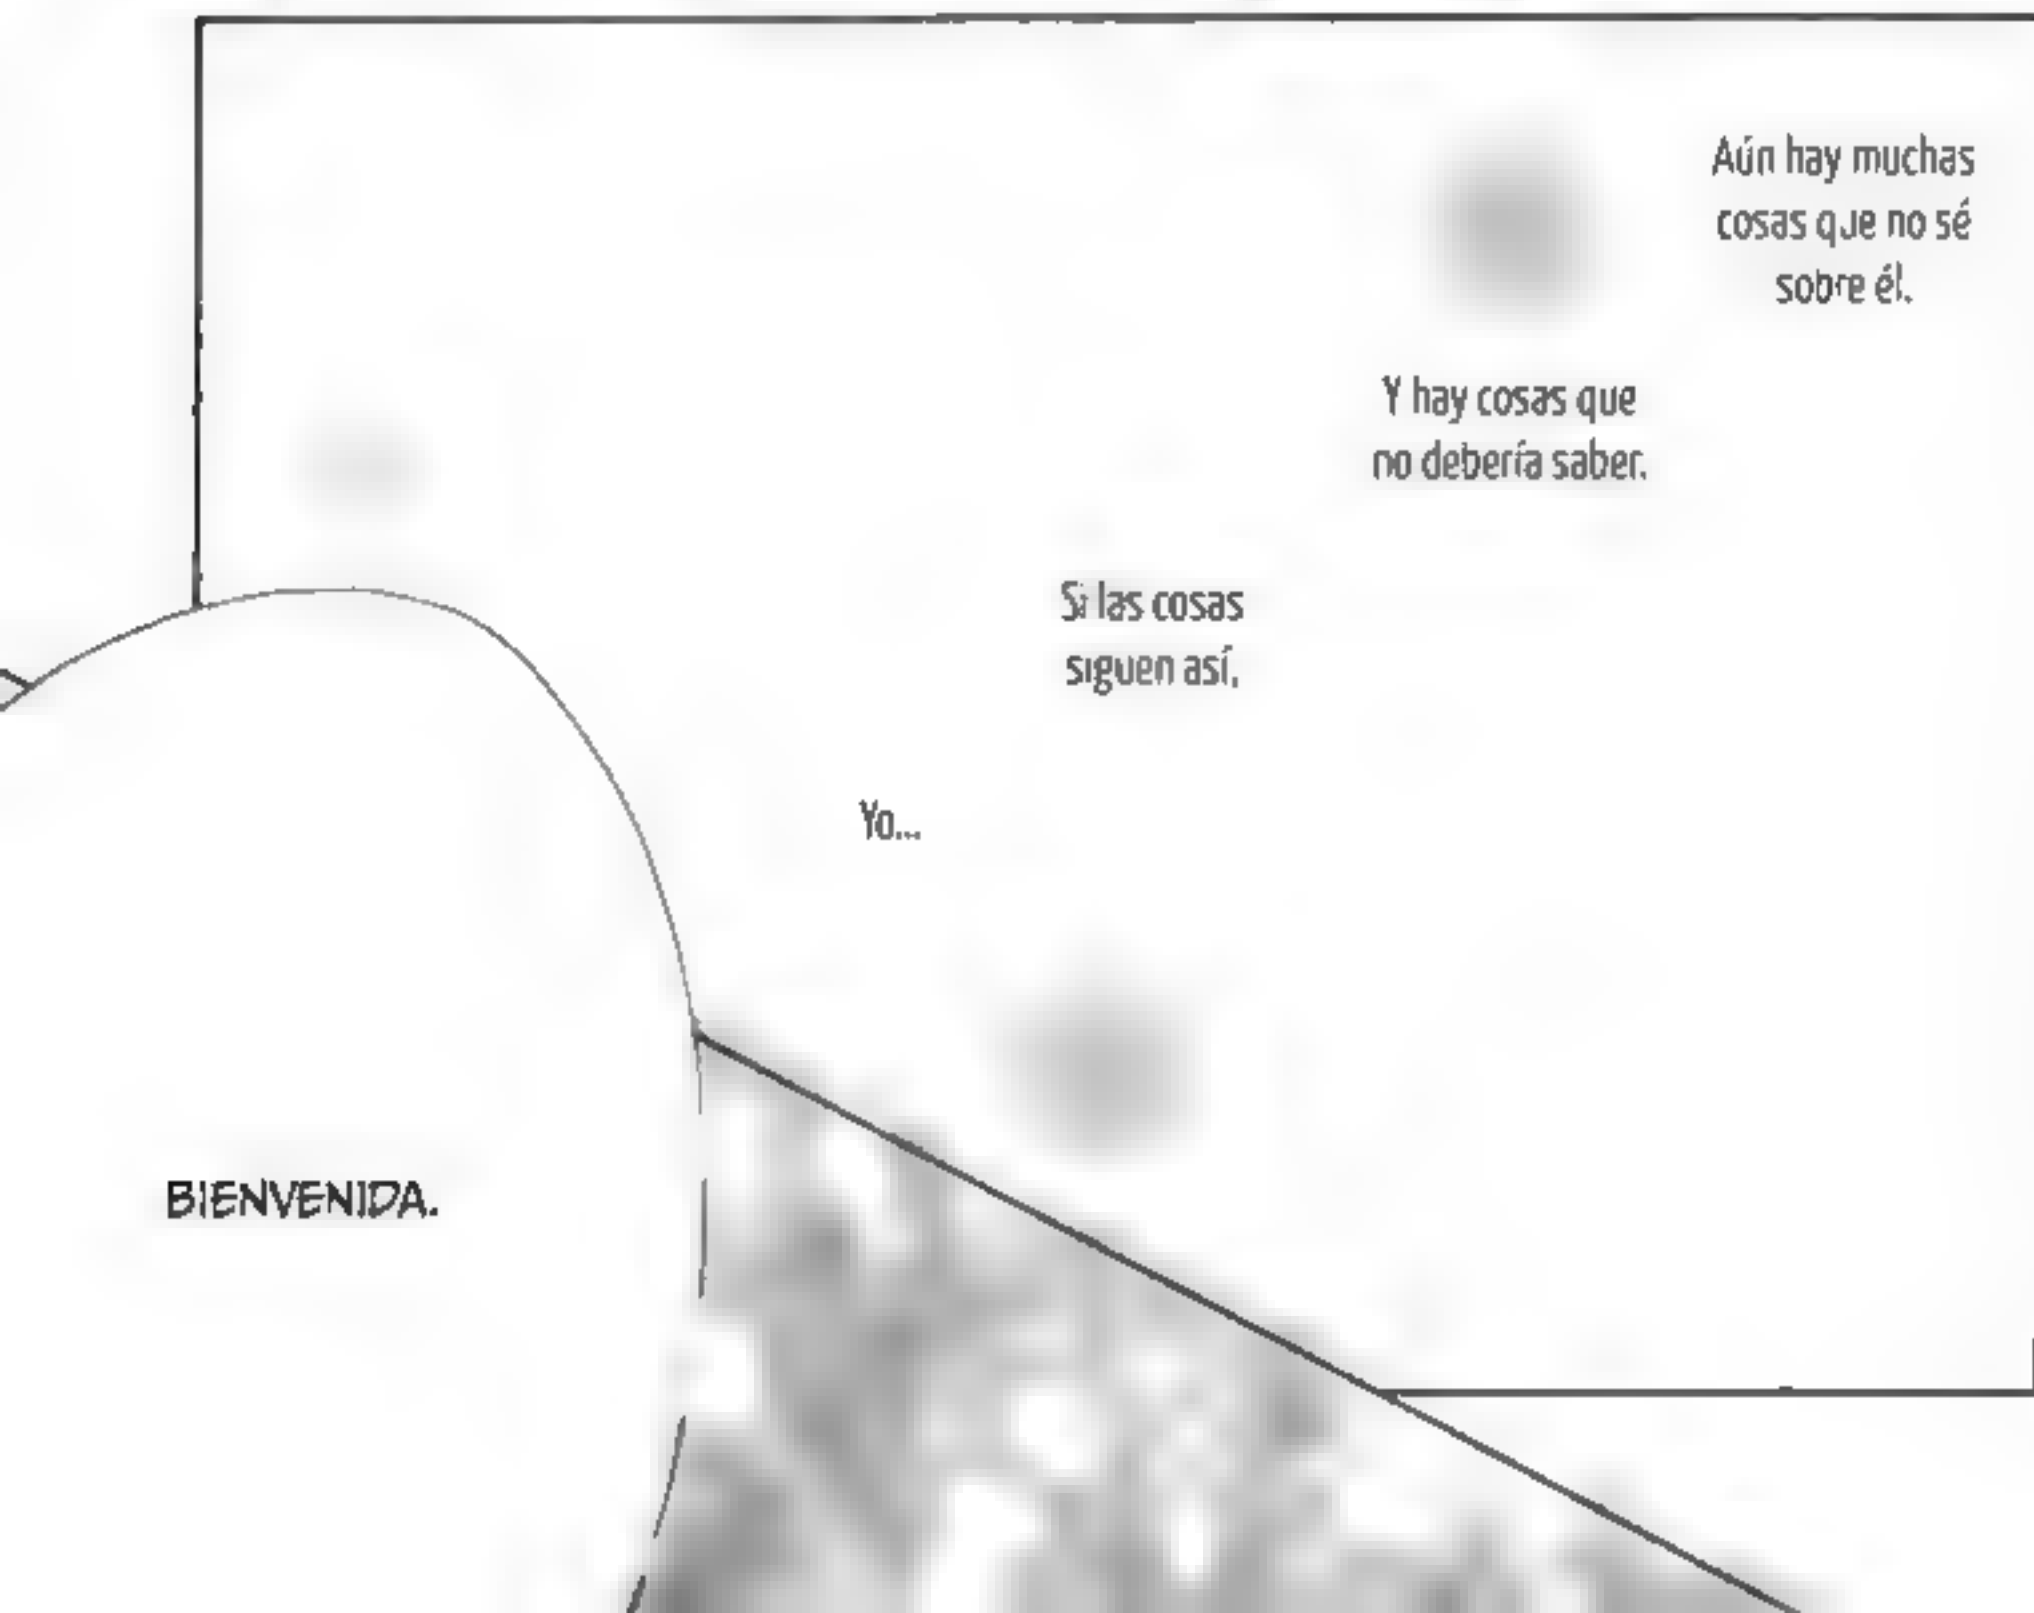 Aún hay muchas
cosas que no sé
sobre él.
Y hay cosas que
no debería saber.
Si las cosas
siguen así,
Yo...
BIENVENIDA.